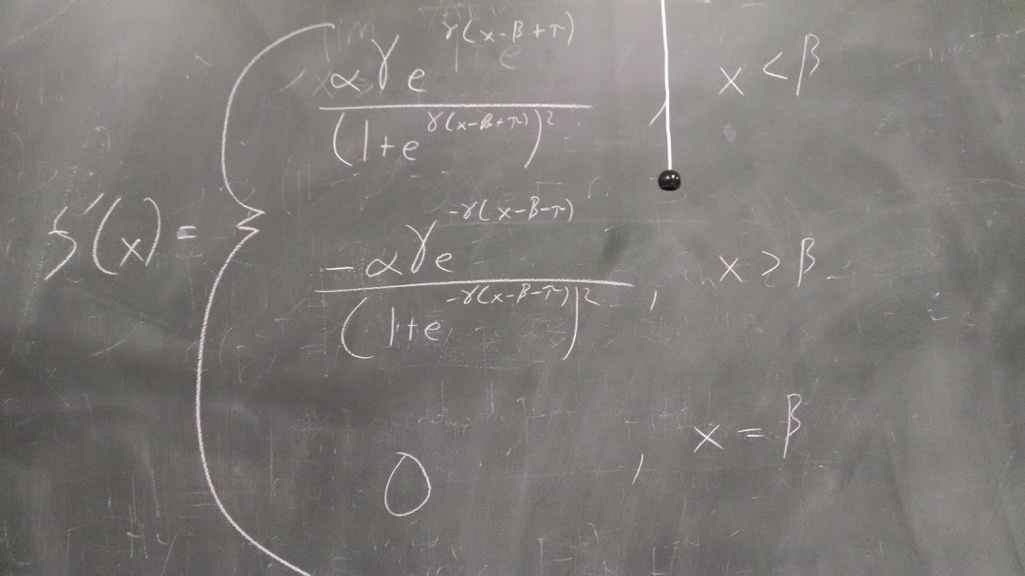 αγe^{γ(x-β+π)} / (1+e^{γ(x-β+π)})^2 , x < β
f'(x) = { -αγe^{-γ(x-β-π)} / (1+e^{-γ(x-β-π)})^2 , x > β
0 , x = β